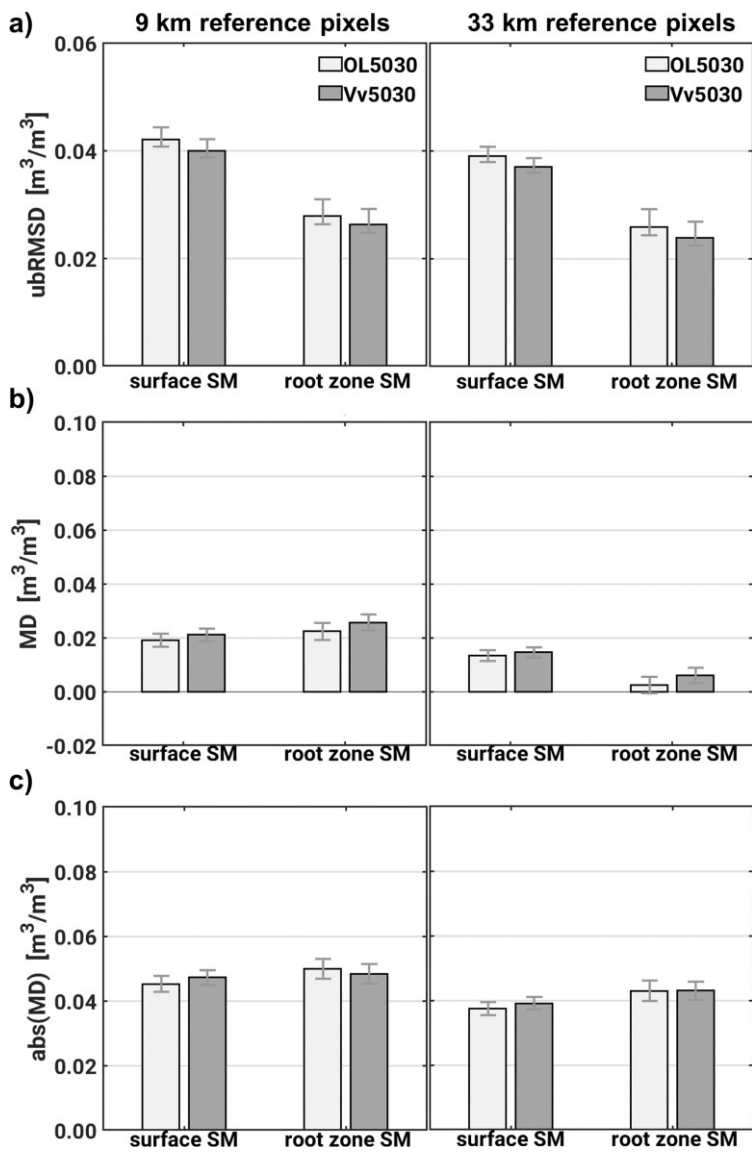 9 km reference pixels
33 km reference pixels
a)
0.06
OL5030
Vv5030
OL5030
Vv5030
0.04
ubRMSD [m³/m³]
0.02
0.00
surface SM
root zone SM
surface SM
root zone SM
b)
0.10
0.08
0.06
MD [m³/m³]
0.04
0.02
0.00
-0.02
surface SM
root zone SM
surface SM
root zone SM
c)
0.10
0.08
abs(MD) [m³/m³]
0.06
0.04
0.02
0.00
surface SM
root zone SM
surface SM
root zone SM